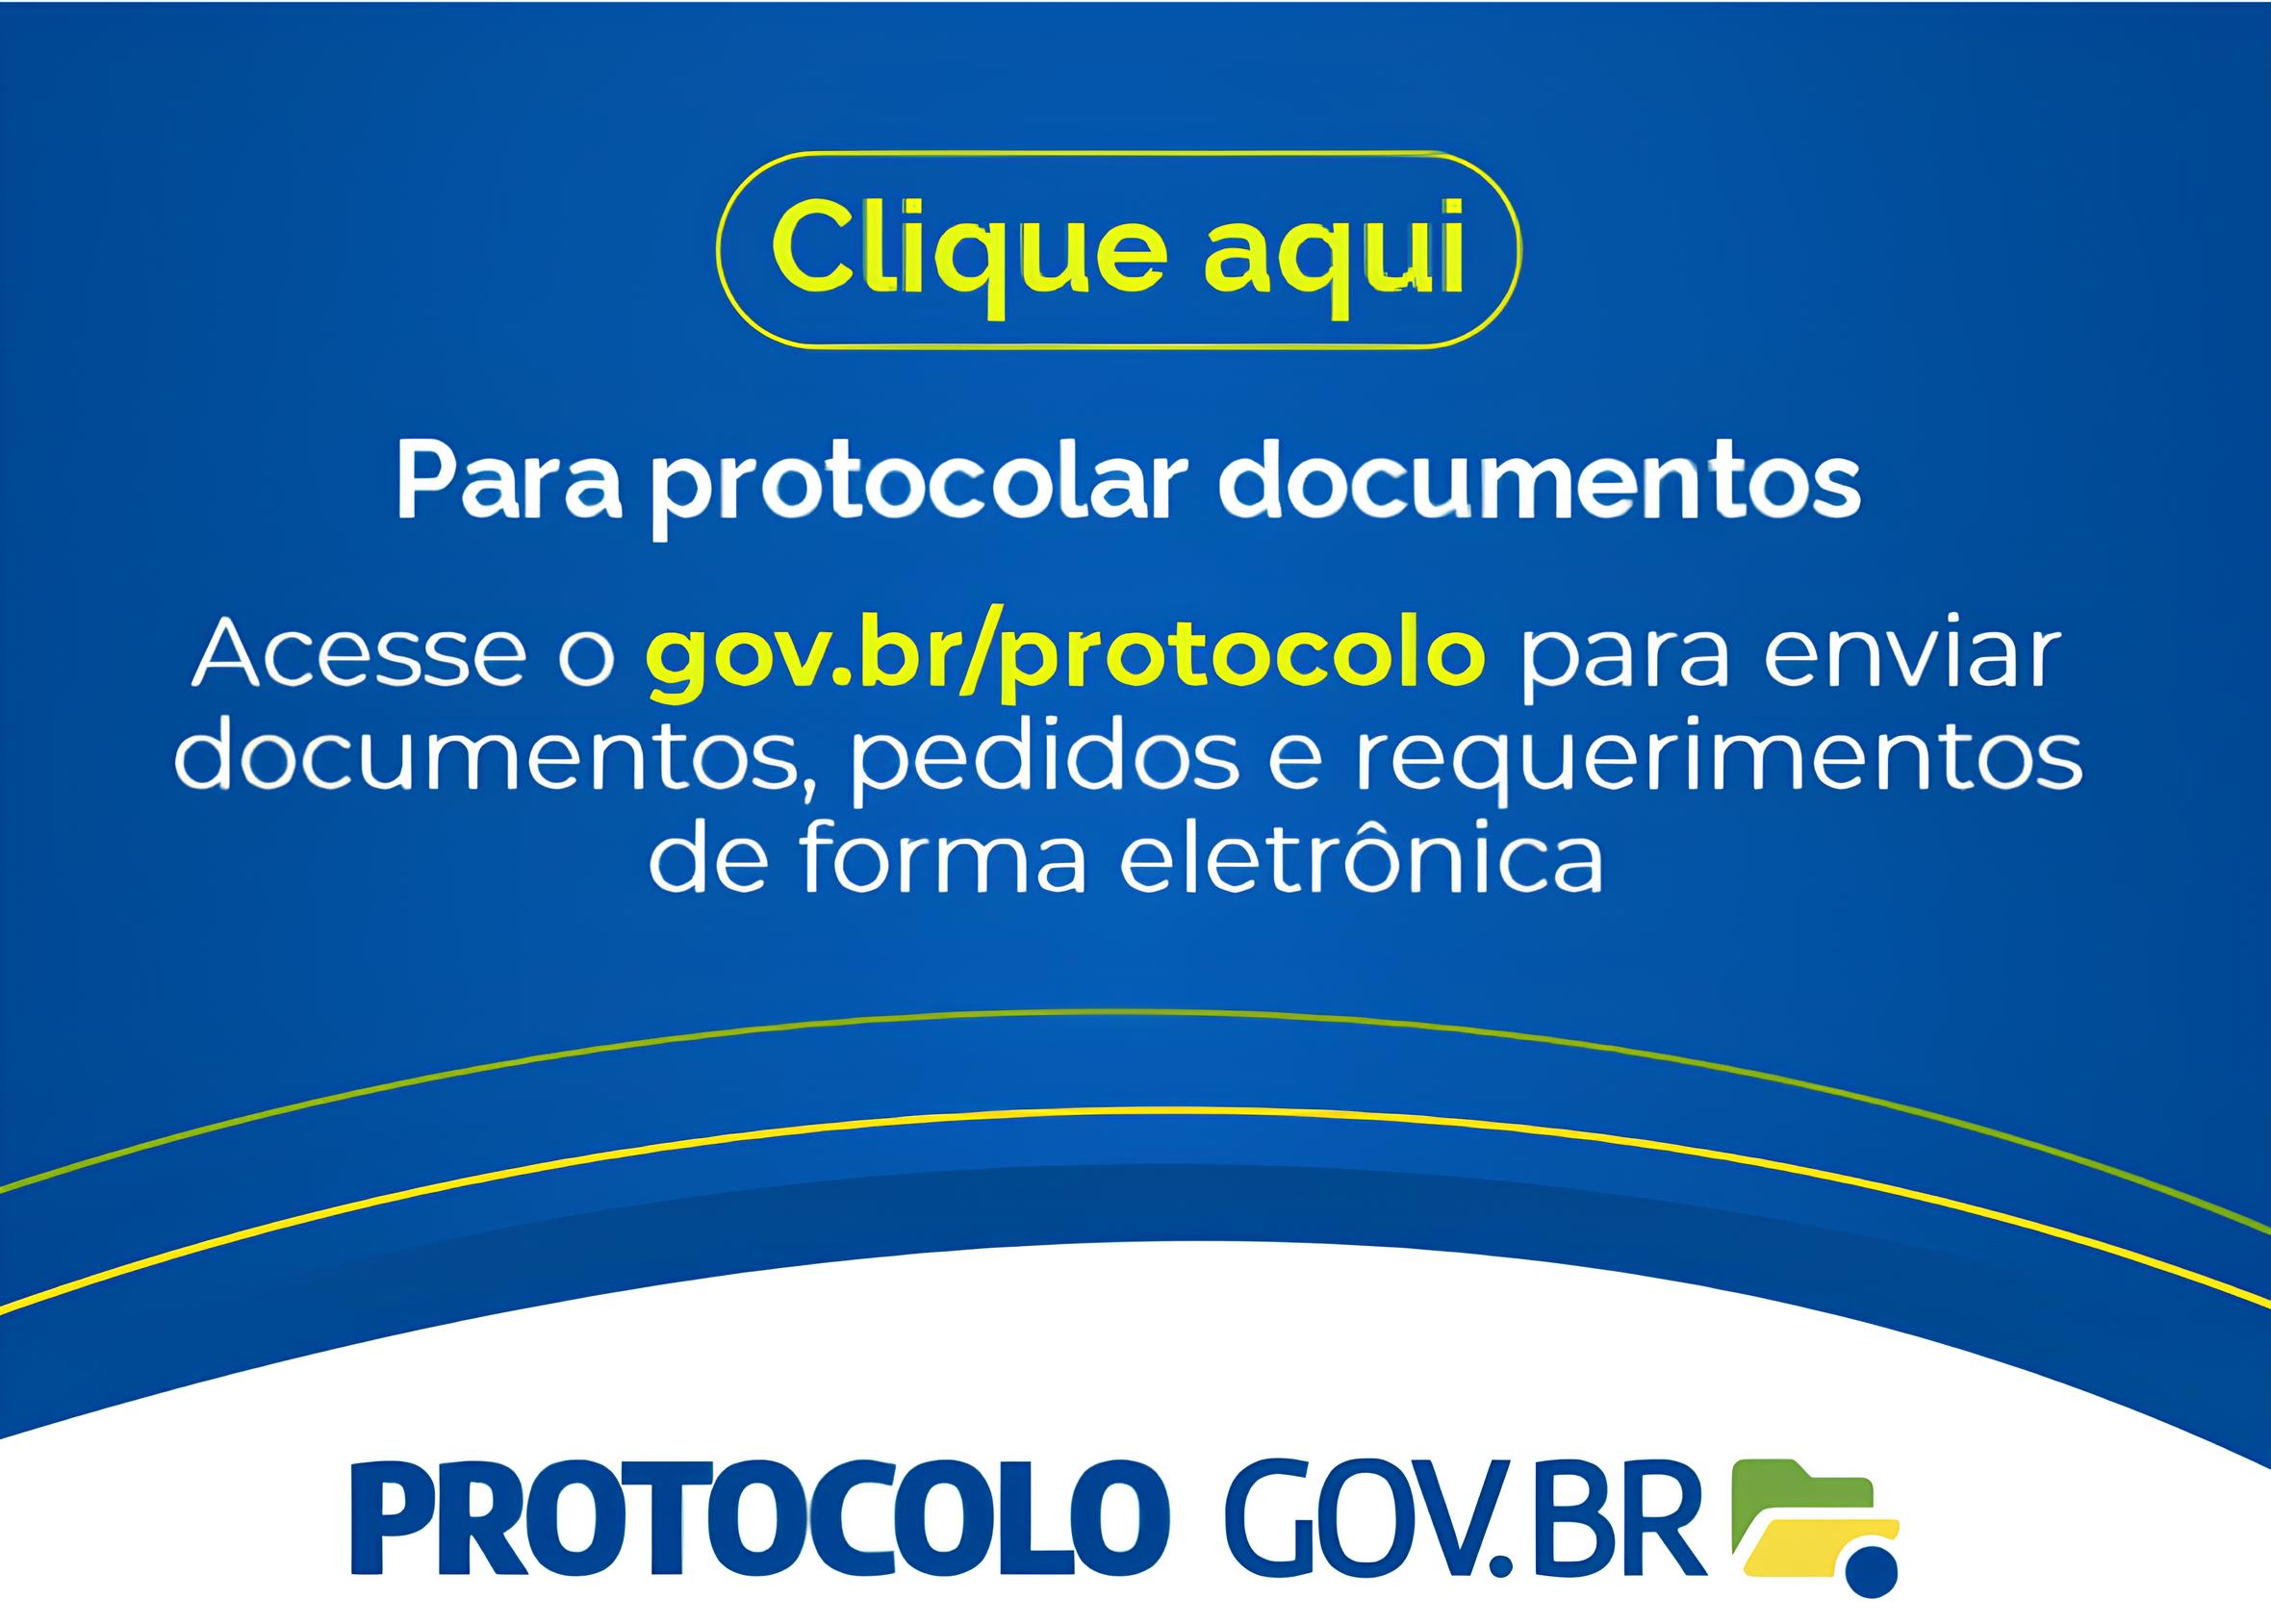 Clique aqui
Para protocolar documentos
Acesse o gov.br/protocolo para enviar
documentos, pedidos e requerimentos
de forma eletrônica
PROTOCOLO GOV.BR